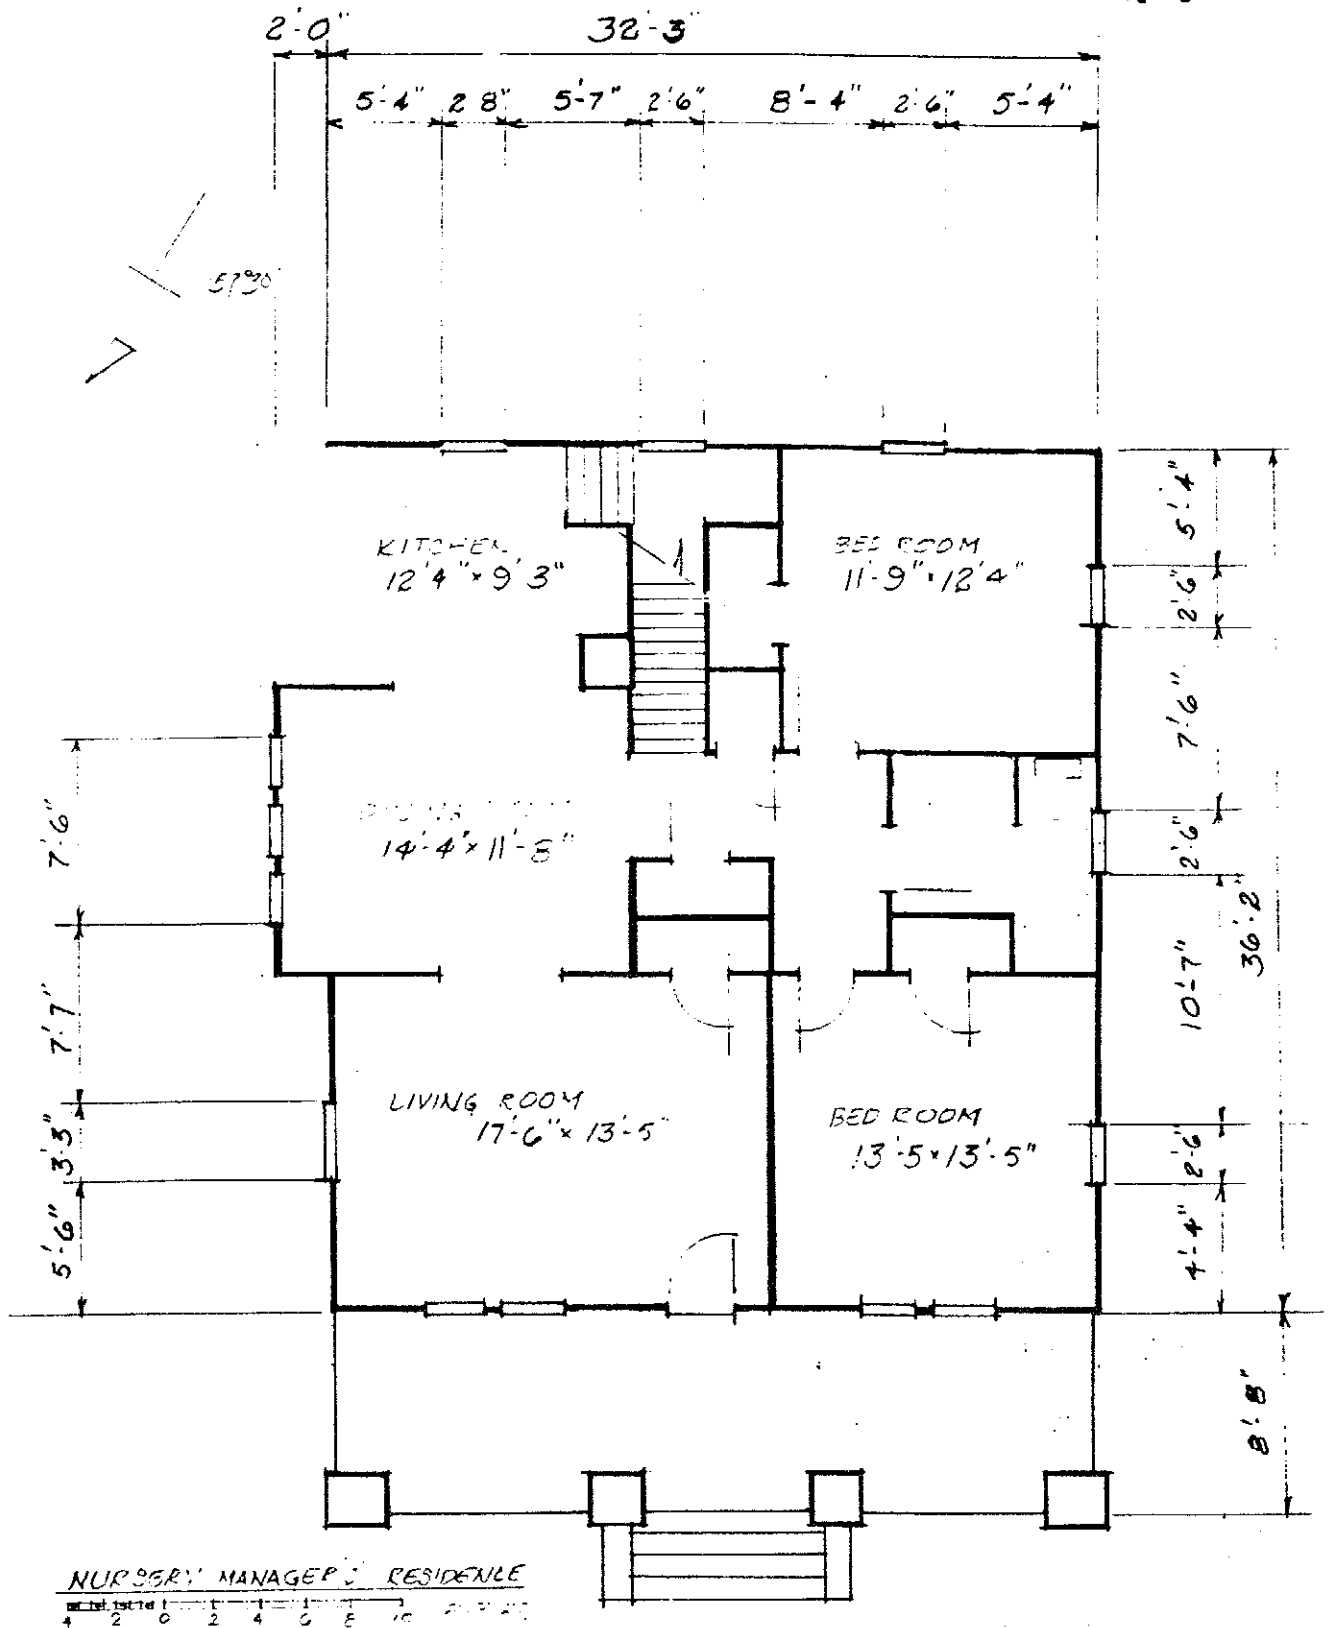 2'-0" 32'-3"
5'-4" 2'8" 5'-7" 2'6" 8'-4" 2'6" 5'-4"
KITCHEN
12'4" × 9'3"
BED ROOM
11'-9" × 12'4"
5'-4"
2'6"
7'-6"
2'6"
10'-7"
2'-6"
4'-4"
36'-2"
8'-8"
7'-6"
7'-7"
3'-3"
5'-6"
DINING
14'-4" × 11'-8"
LIVING ROOM
17'-6" × 13'-5"
BED ROOM
13'-5 × 13'-5"
NURSERY MANAGER'S RESIDENCE
4 2 0 2 4 6 8 10